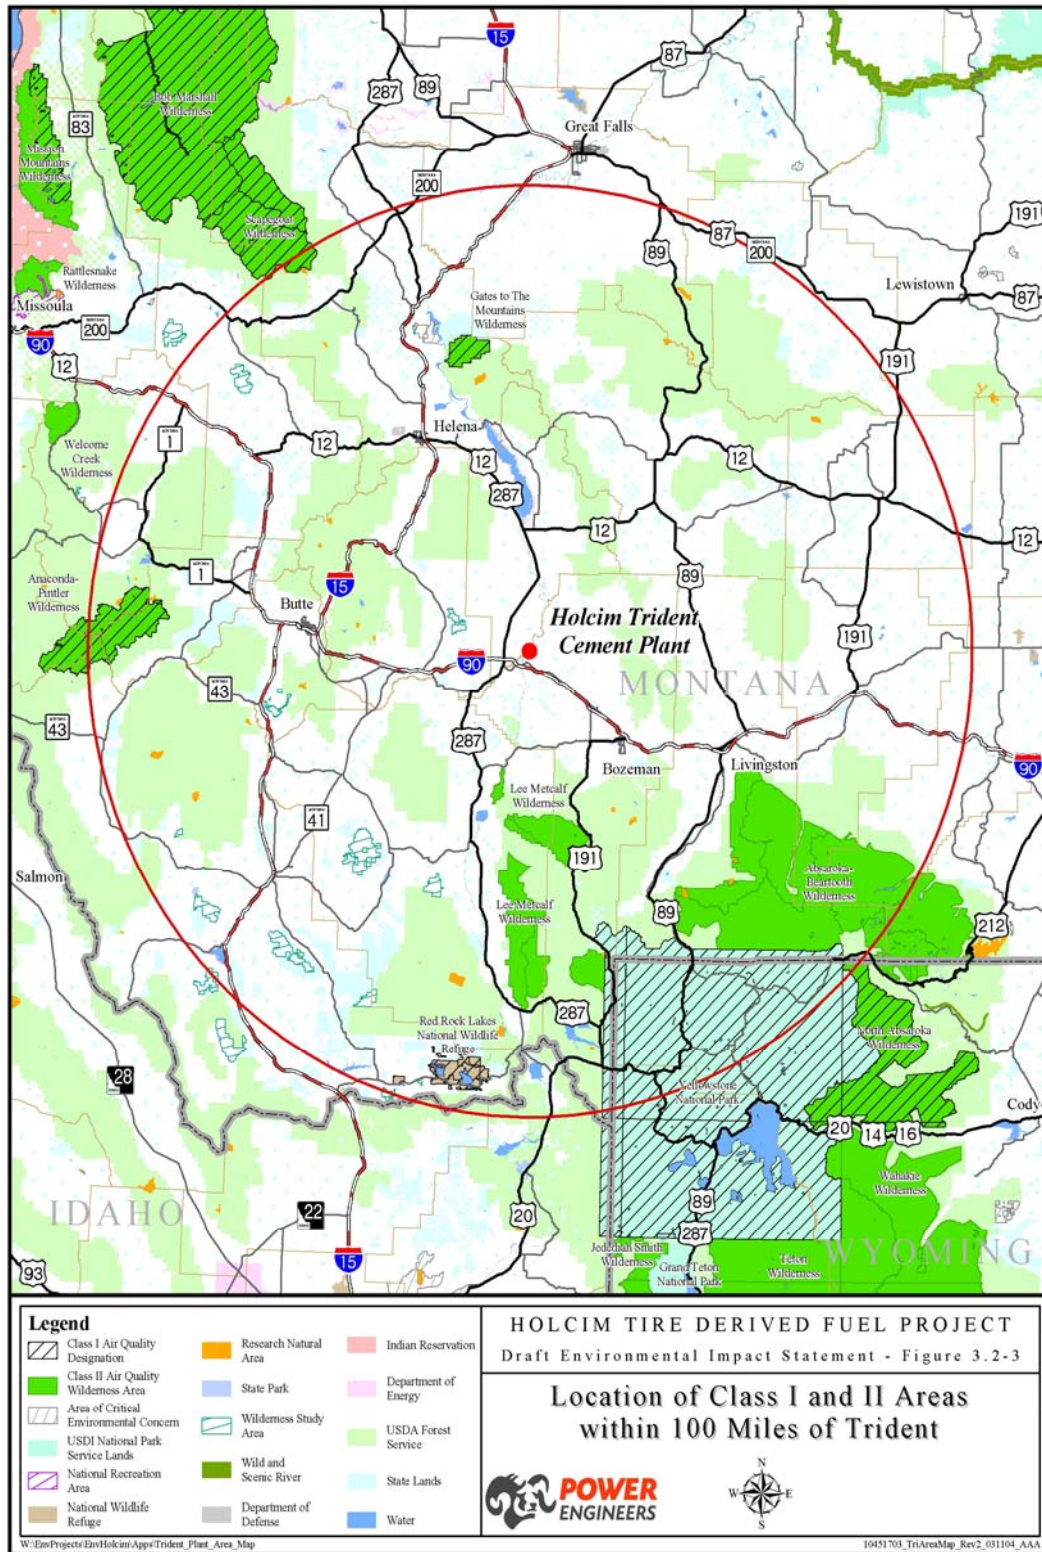 15
87
287
89
Great Falls
Bob Marshall
Wilderness
83
Mission
Mountains
Wilderness
200
191
Scapegoat
Wilderness
89
87
200
Lewistown
87
Rattlesnake
Wilderness
Missoula
200
90
12
Gates to The
Mountains
Wilderness
191
Helena
1
12
12
12
Welcome
Creek
Wilderness
287
12
12
Anaconda-
Pintler
Wilderness
1
15
89
Butte
Holcim Trident
Cement Plant
191
90
MONTANA
43
43
287
Bozeman
Livingston
90
Lee Metcalf
Wilderness
41
191
Salmon
Absaroka-
Beartooth
Wilderness
Lee Metcalf
Wilderness
89
212
287
Red Rock Lakes
National Wildlife
Refuge
North Absaroka
Wilderness
28
Yellowstone
National Park
Cody
20
14
16
Washakie
Wilderness
IDAHO
22
20
89
287
15
93
Jedediah Smith
Wilderness
Grand Teton
National Park
Teton
Wilderness
WYOMING
Legend
Class I Air Quality
Designation
Class II Air Quality
Wilderness Area
Area of Critical
Environmental Concern
USDI National Park
Service Lands
National Recreation
Area
National Wildlife
Refuge
Research Natural
Area
State Park
Wilderness Study
Area
Wild and
Scenic River
Department of
Defense
Indian Reservation
Department of
Energy
USDA Forest
Service
State Lands
Water
HOLCIM TIRE DERIVED FUEL PROJECT
Draft Environmental Impact Statement - Figure 3.2-3
Location of Class I and II Areas
within 100 Miles of Trident
POWER
ENGINEERS
N
W
E
S
W:\EnvProjects\EnvHolcim\Apps\Trident_Plant_Area_Map
10451703_TriAreaMap_Rev2_031104_AAA